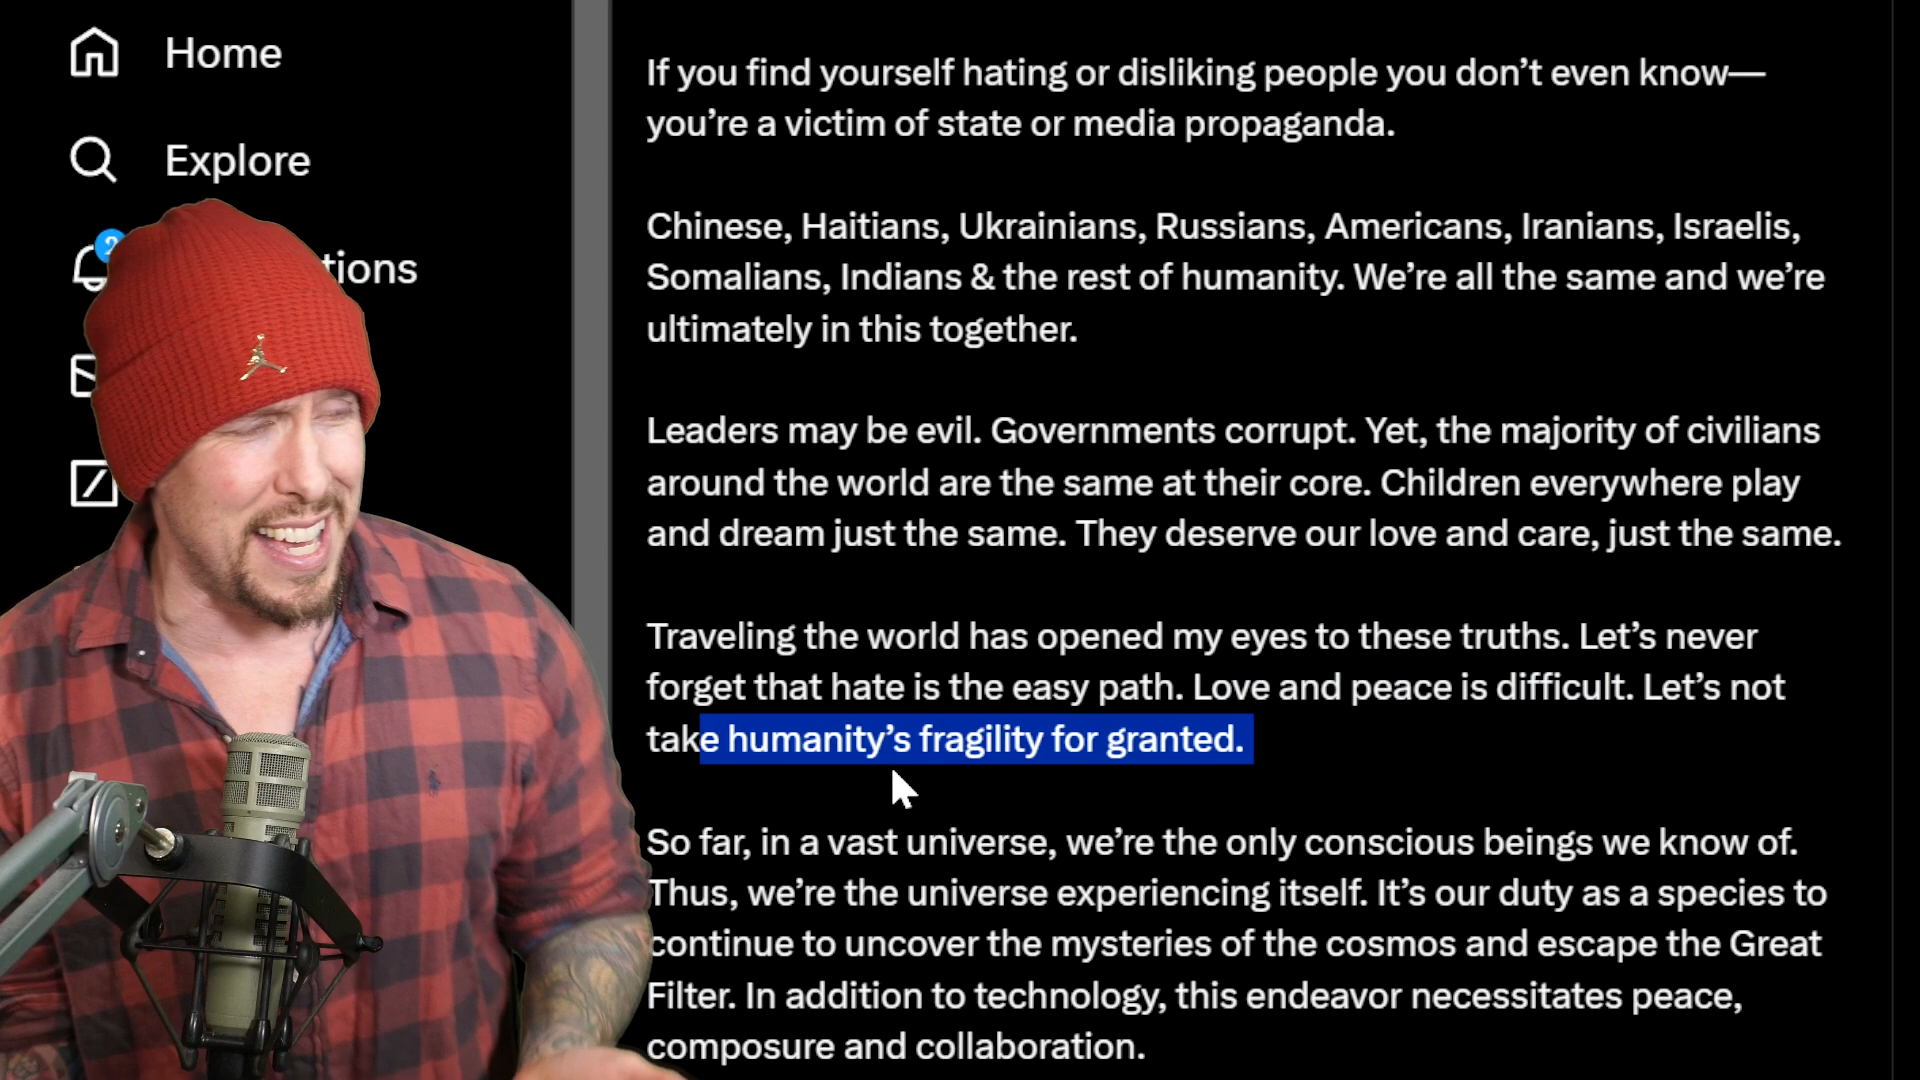 Home
Explore
2
tions
If you find yourself hating or disliking people you don’t even know—
you’re a victim of state or media propaganda.
Chinese, Haitians, Ukrainians, Russians, Americans, Iranians, Israelis,
Somalians, Indians & the rest of humanity. We’re all the same and we’re
ultimately in this together.
Leaders may be evil. Governments corrupt. Yet, the majority of civilians
around the world are the same at their core. Children everywhere play
and dream just the same. They deserve our love and care, just the same.
Traveling the world has opened my eyes to these truths. Let’s never
forget that hate is the easy path. Love and peace is difficult. Let’s not
take humanity’s fragility for granted.
So far, in a vast universe, we’re the only conscious beings we know of.
Thus, we’re the universe experiencing itself. It’s our duty as a species to
continue to uncover the mysteries of the cosmos and escape the Great
Filter. In addition to technology, this endeavor necessitates peace,
composure and collaboration.